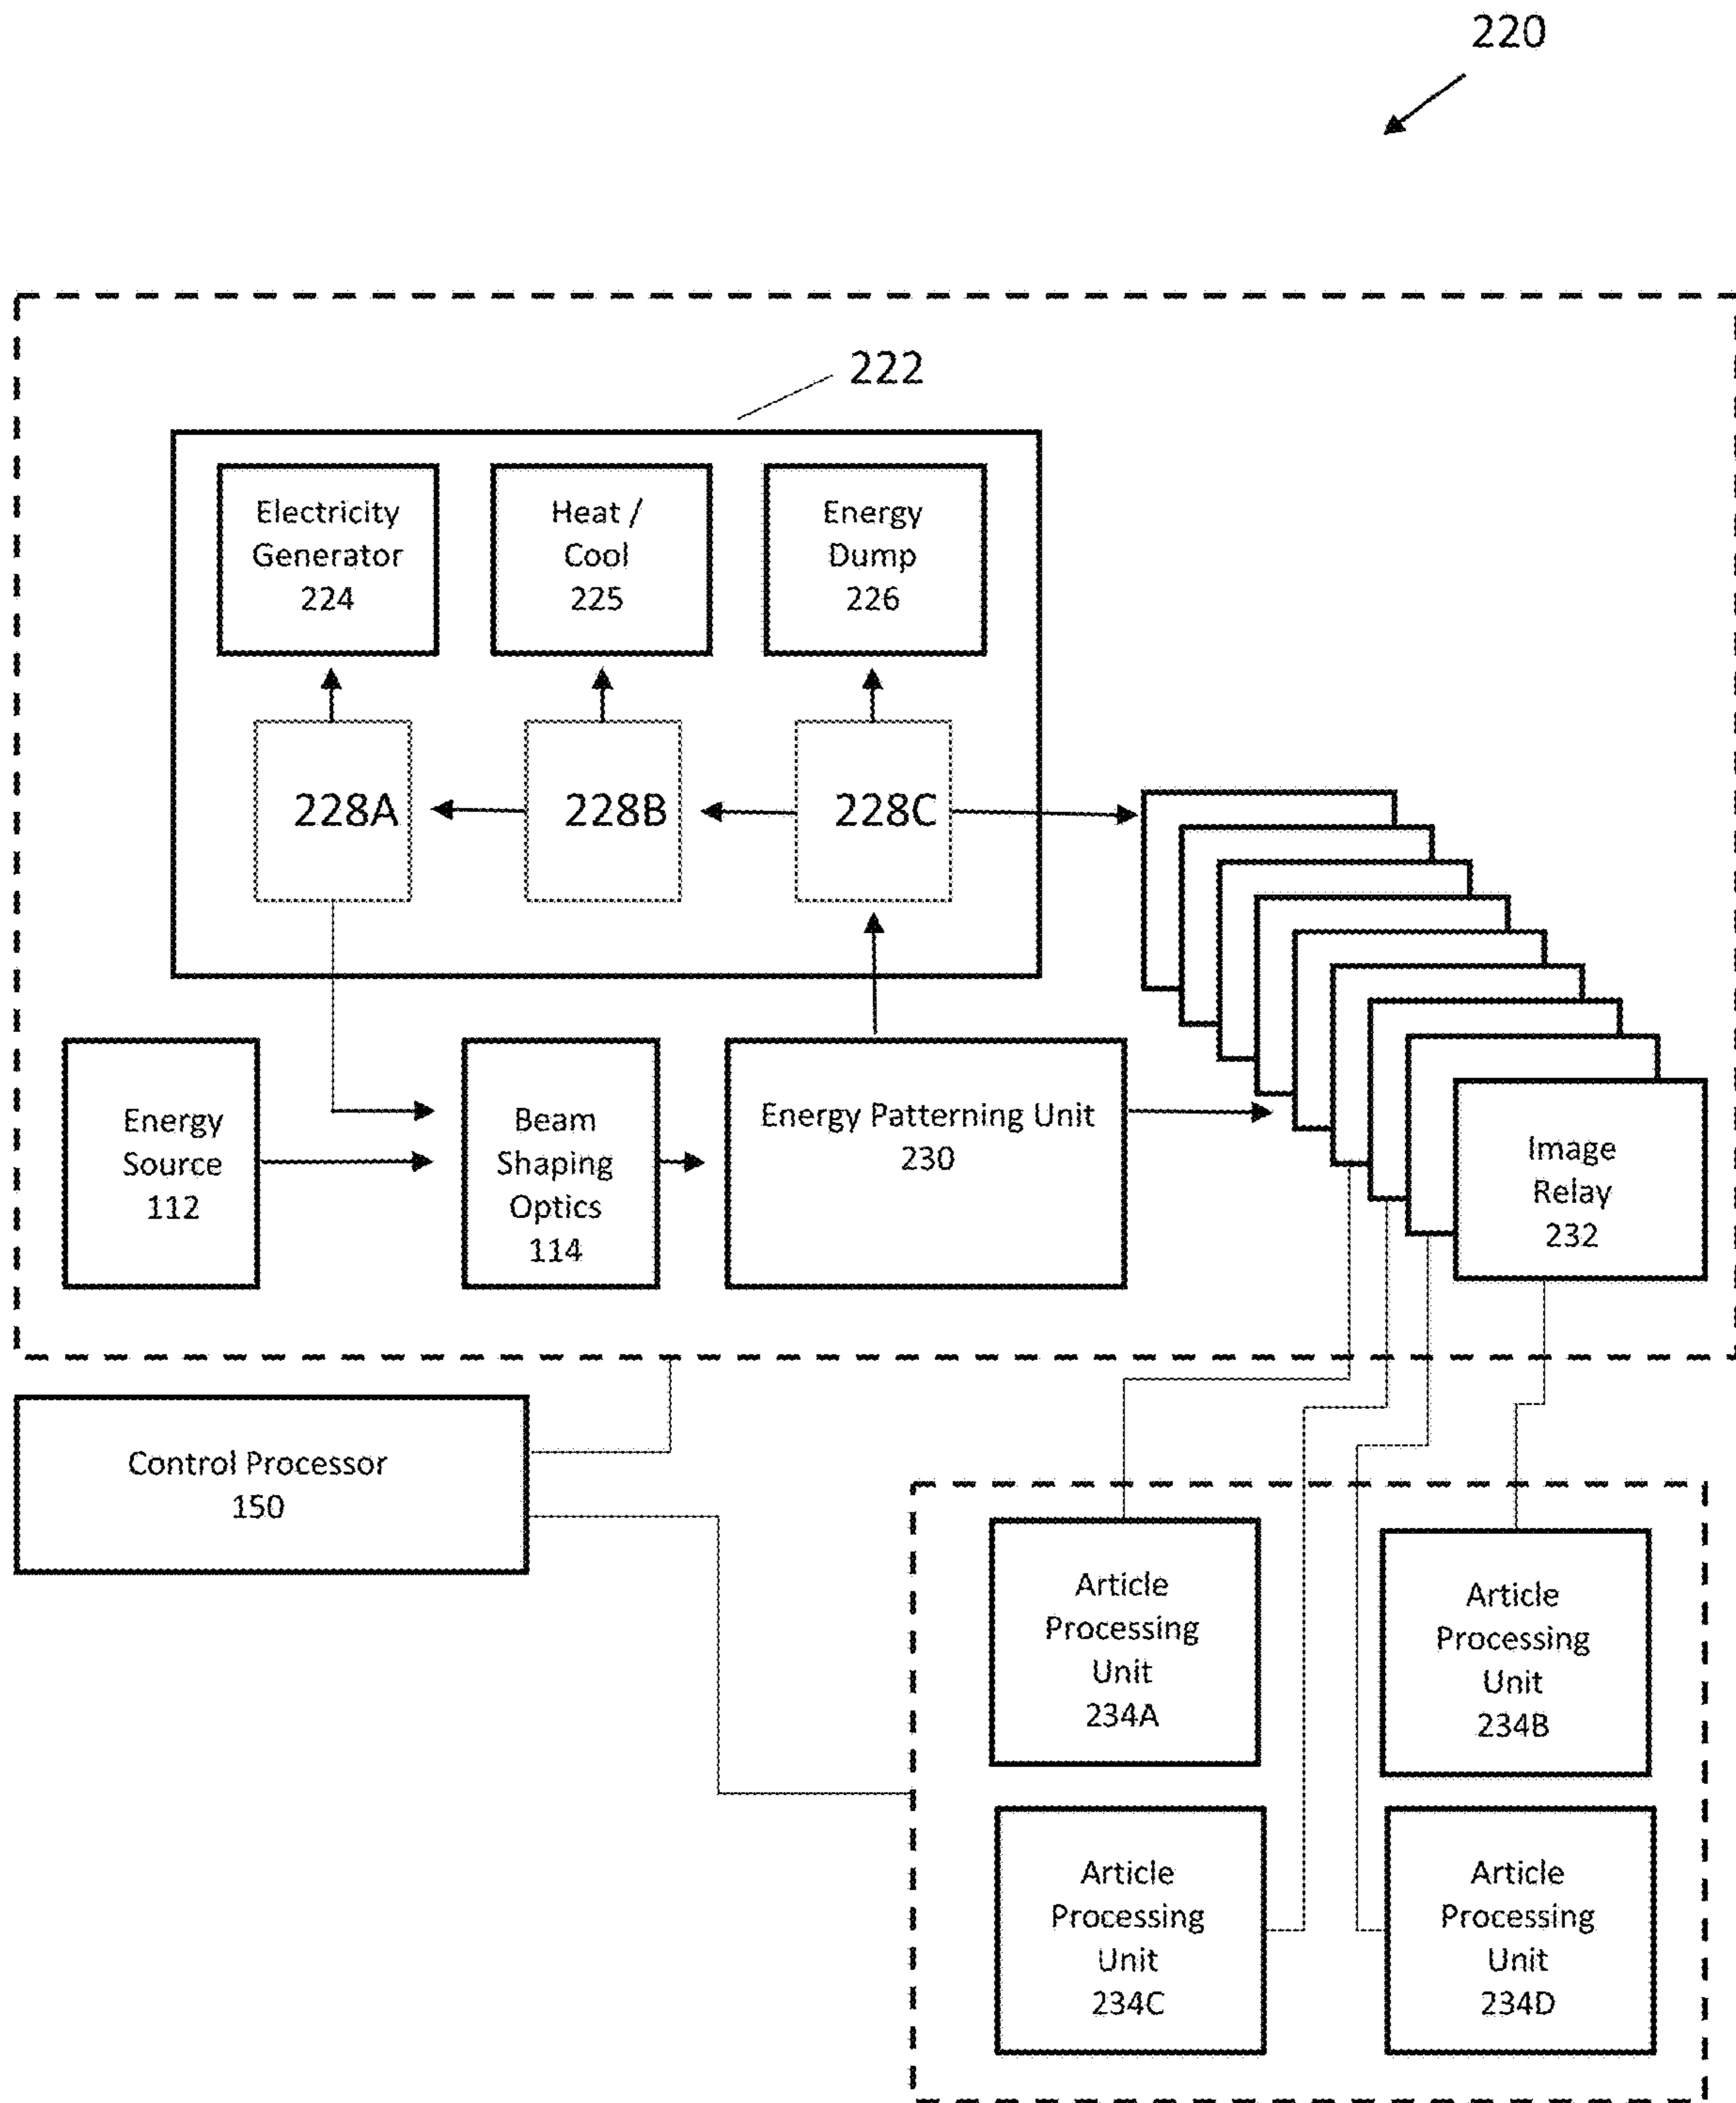 220
222
Electricity
Generator
224
Heat /
Cool
225
Energy
Dump
226
228A
228B
228C
Energy
Source
112
Beam
Shaping
Optics
114
Energy Patterning Unit
230
Image
Relay
232
Control Processor
150
Article
Processing
Unit
234A
Article
Processing
Unit
234B
Article
Processing
Unit
234C
Article
Processing
Unit
234D